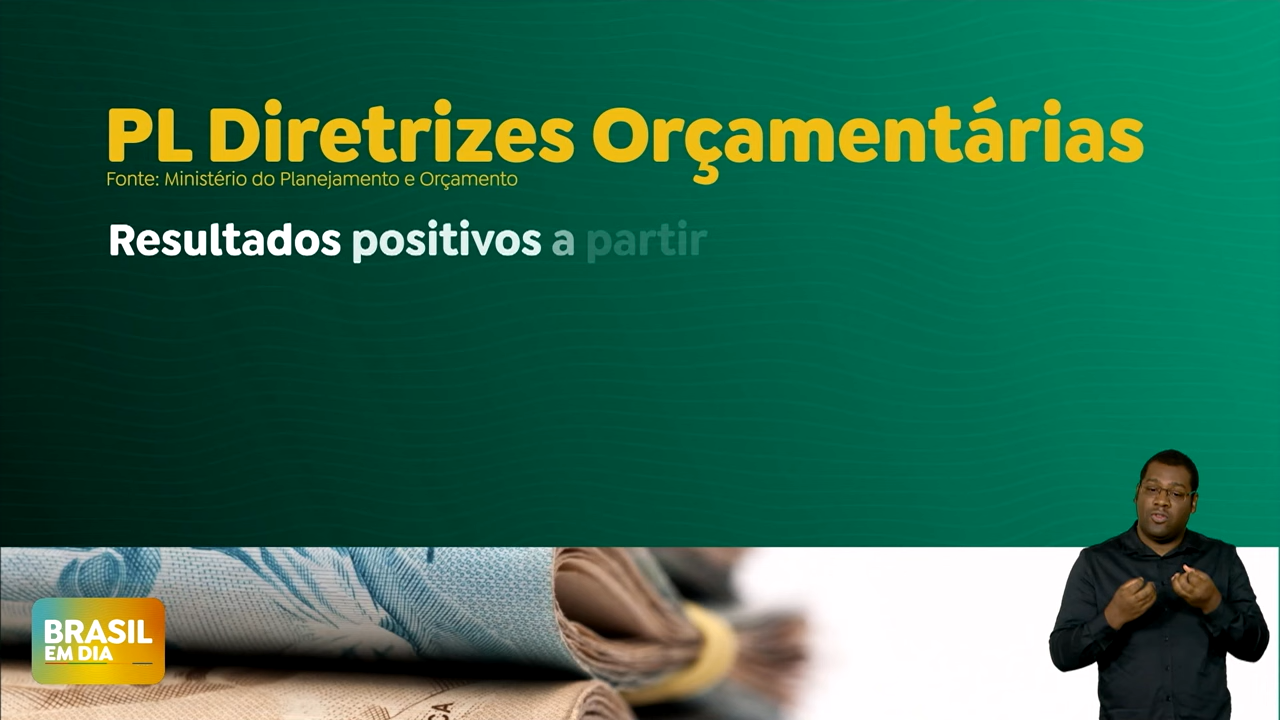 PL Diretrizes Orçamentárias
Fonte: Ministério do Planejamento e Orçamento
Resultados positivos a partir
BRASIL
EM DIA